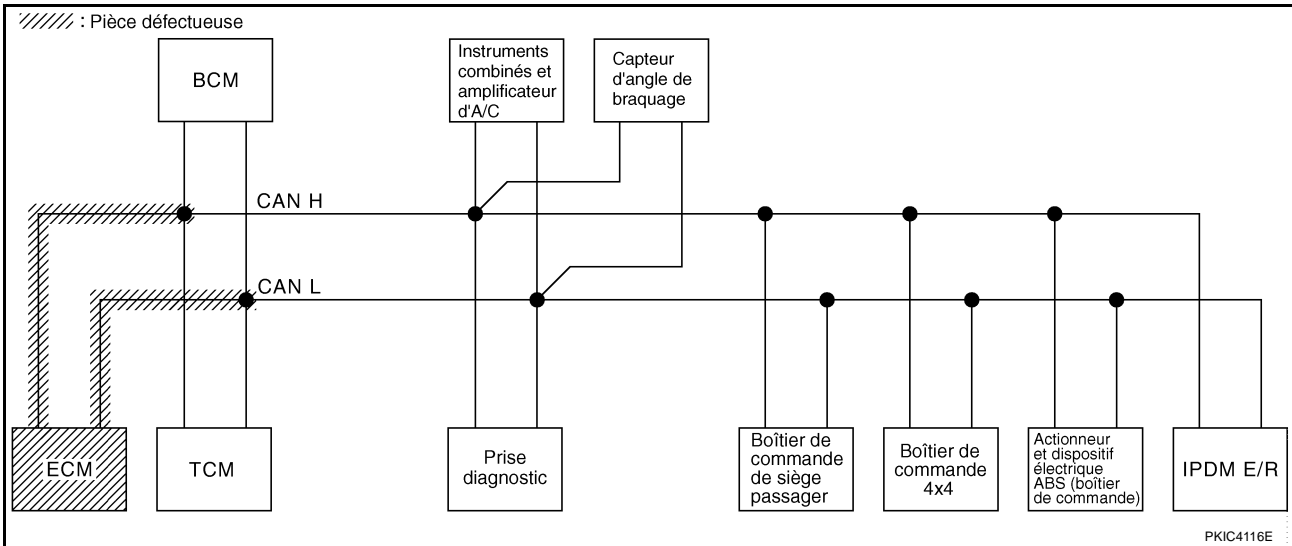 : Pièce défectueuse
BCM
Instruments
combinés et
amplificateur
d'A/C
Capteur
d'angle de
braquage
CAN H
CAN L
ECM
TCM
Prise
diagnostic
Boîtier de
commande
de siège
passager
Boîtier de
commande
4x4
Actionneur
et dispositif
électrique
ABS (boîtier
de commande)
IPDM E/R
PKIC4116E